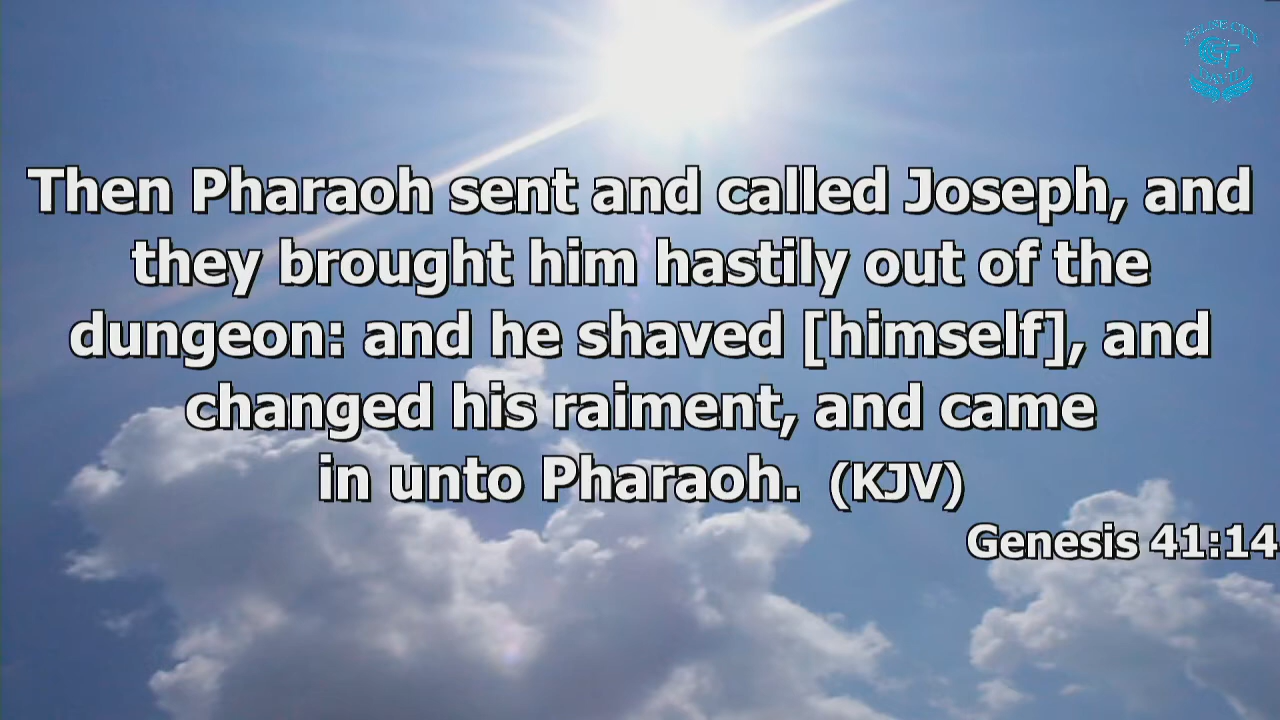 Then Pharaoh sent and called Joseph, and
they brought him hastily out of the
dungeon: and he shaved [himself], and
changed his raiment, and came
in unto Pharaoh. (KJV)
Genesis 41:14